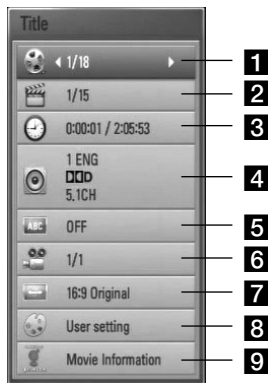 Title
1/18
1
1/15
2
0:00:01 / 2:05:53
3
1 ENG
DD D
5.1CH
4
ABC
OFF
5
1/1
6
16:9 Original
7
User setting
8
Movie Information
9